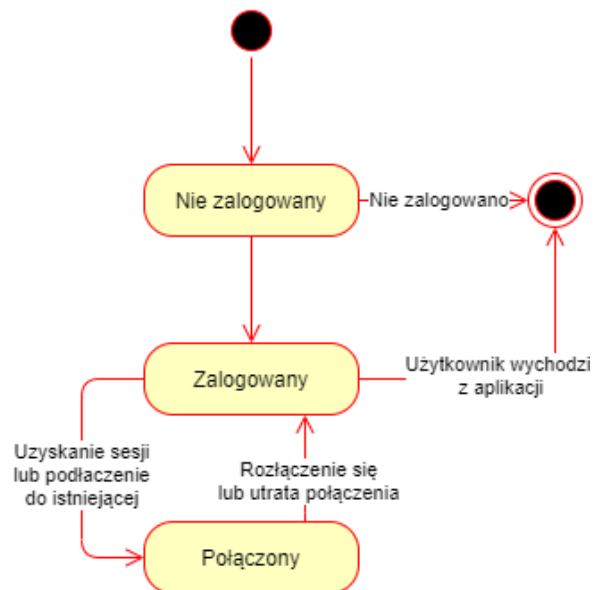 Nie zalogowany
Nie zalogowano
Zalogowany
Użytkownik wychodzi
z aplikacji
Uzyskanie sesji
lub podłaczenie
do istniejącej
Rozłączenie się
lub utrata połączenia
Połączony